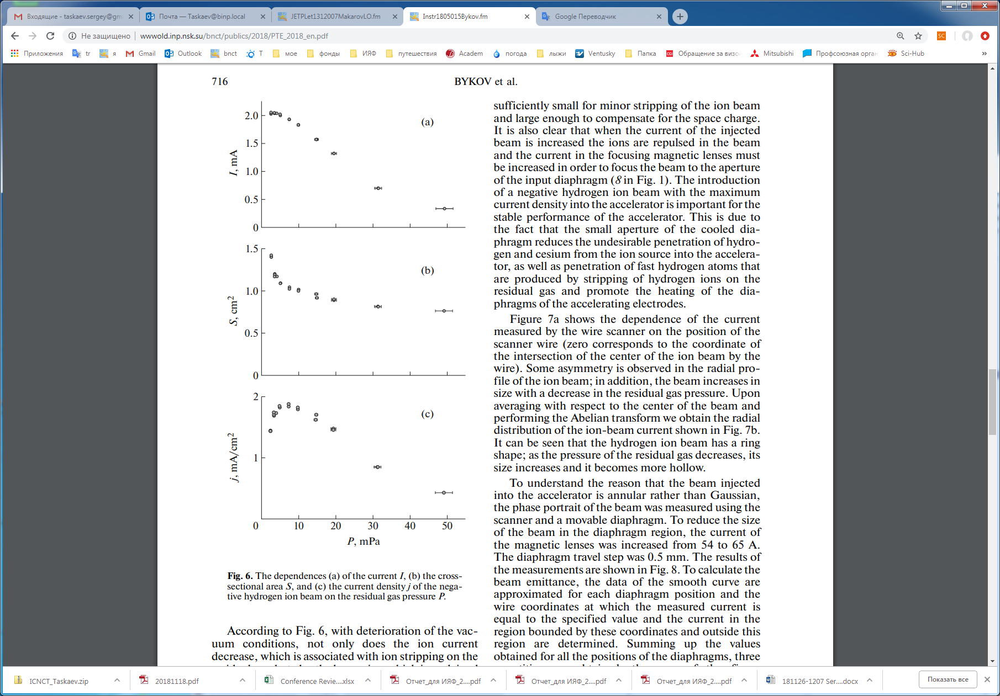 Входящие - taskaev.sergey@gm
Почта — Taskaev@binp.local
JETPLet1312007MakarovLO.fm
Instr1805015Bykov.fm
Google Переводчик
Не защищено
wwwold.inp.nsk.su/bnct/publics/2018/PTE_2018_en.pdf
SC
Приложения
tr
я
Gmail
Outlook
bnct
T
мое
фонды
ИЯФ
путешествия
Academ
погода
лыжи
Ventusky
Папка
CGI
Обращение за визо
Mitsubishi
Профсоюзная орган
Sci-Hub
716
BYKOV et al.
2.0
1.5
1.0
0.5
0
I, mA
(a)
1.5
1.0
0.5
0
S, cm2
(b)
2
1
0
j, mA/cm2
(c)
10 20 30 40 50
P, mPa
Fig. 6. The dependences (a) of the current I, (b) the cross-
sectional area S, and (c) the current density j of the nega-
tive hydrogen ion beam on the residual gas pressure P.
According to Fig. 6, with deterioration of the vac-
uum conditions, not only does the ion current
decrease, which is associated with ion stripping on the
sufficiently small for minor stripping of the ion beam
and large enough to compensate for the space charge.
It is also clear that when the current of the injected
beam is increased the ions are repulsed in the beam
and the current in the focusing magnetic lenses must
be increased in order to focus the beam to the aperture
of the input diaphragm (8 in Fig. 1). The introduction
of a negative hydrogen ion beam with the maximum
current density into the accelerator is important for the
stable performance of the accelerator. This is due to
the fact that the small aperture of the cooled dia-
phragm reduces the undesirable penetration of hydro-
gen and cesium from the ion source into the accelera-
tor, as well as penetration of fast hydrogen atoms that
are produced by stripping of hydrogen ions on the
residual gas and promote the heating of the dia-
phragms of the accelerating electrodes.
Figure 7a shows the dependence of the current
measured by the wire scanner on the position of the
scanner wire (zero corresponds to the coordinate of
the intersection of the center of the ion beam by the
wire). Some asymmetry is observed in the radial pro-
file of the ion beam; in addition, the beam increases in
size with a decrease in the residual gas pressure. Upon
averaging with respect to the center of the beam and
performing the Abelian transform we obtain the radial
distribution of the ion-beam current shown in Fig. 7b.
It can be seen that the hydrogen ion beam has a ring
shape; as the pressure of the residual gas decreases, its
size increases and it becomes more hollow.
To understand the reason that the beam injected
into the accelerator is annular rather than Gaussian,
the phase portrait of the beam was measured using the
scanner and a movable diaphragm. To reduce the size
of the beam in the diaphragm region, the current of
the magnetic lenses was increased from 54 to 65 A.
The diaphragm travel step was 0.5 mm. The results of
the measurements are shown in Fig. 8. To calculate the
beam emittance, the data of the smooth curve are
approximated for each diaphragm position and the
wire coordinates at which the measured current is
equal to the specified value and the current in the
region bounded by these coordinates and outside this
region are determined. Summing up the values
obtained for all the positions of the diaphragms, three
ICNCT_Taskaev.zip
20181118.pdf
Conference Revie....xlsx
Отчет_для ИЯФ_2....pdf
Отчет_для ИЯФ_2....pdf
Отчет_для ИЯФ_2....pdf
181126-1207 Ser....docx
Показать все